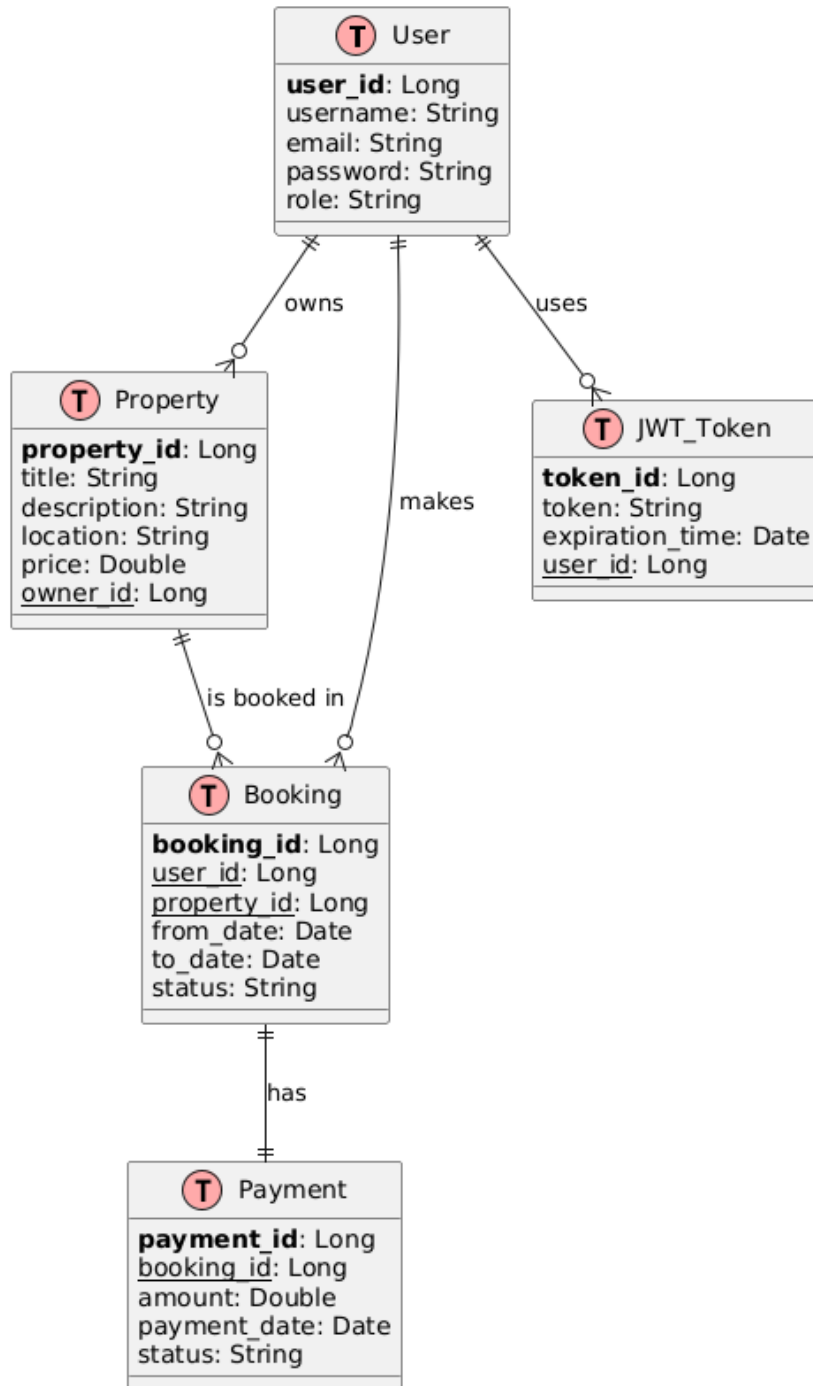 T User
user_id: Long
username: String
email: String
password: String
role: String
owns
uses
T Property
property_id: Long
title: String
description: String
location: String
price: Double
owner_id: Long
T JWT_Token
token_id: Long
token: String
expiration_time: Date
user_id: Long
makes
is booked in
T Booking
booking_id: Long
user_id: Long
property_id: Long
from_date: Date
to_date: Date
status: String
has
T Payment
payment_id: Long
booking_id: Long
amount: Double
payment_date: Date
status: String